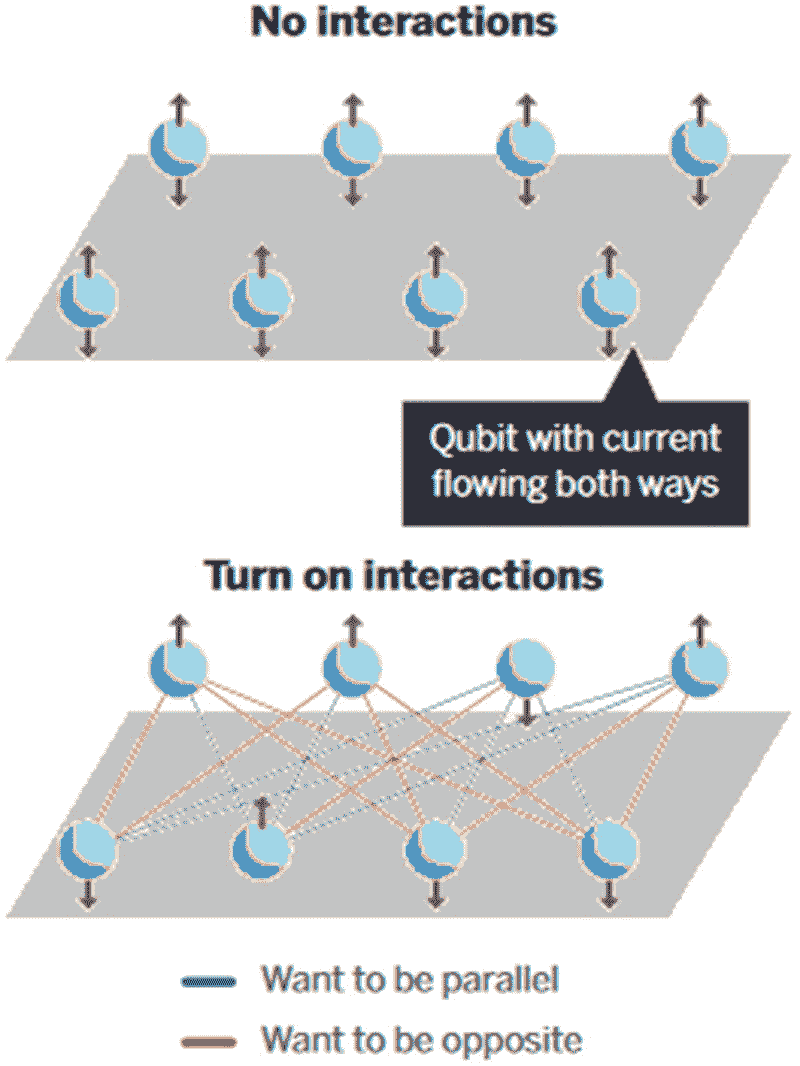 No interactions
Qubit with current
flowing both ways
Turn on interactions
Want to be parallel
Want to be opposite